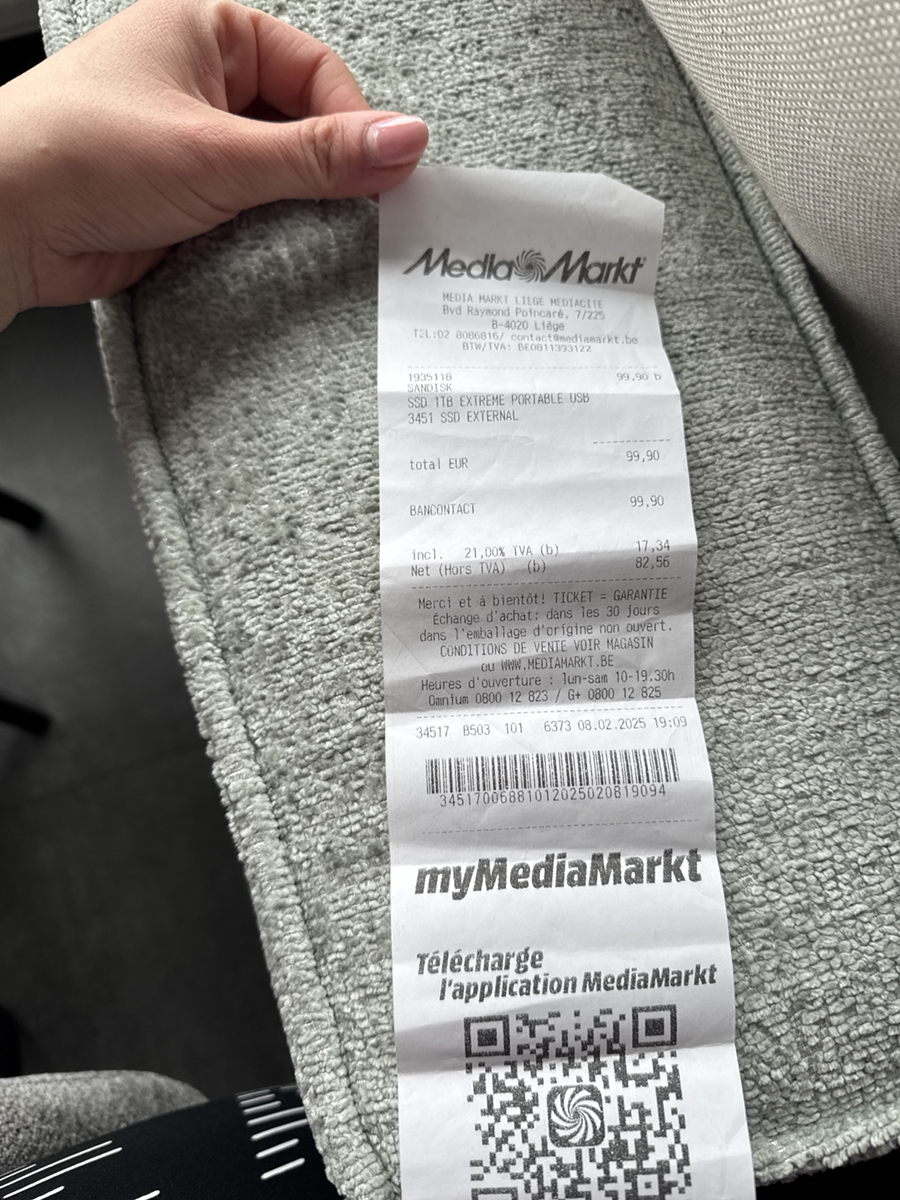 Media Markt
MEDIA MARKT LIEGE MEDIACITE
Bvd Raymond Poincaré, 7/225
B-4020 Liège
TEL:02 8086816/ contact@mediamarkt.be
BTW/TVA: BE0811393122
1935118 99,90 b
SANDISK
SSD 1TB EXTREME PORTABLE USB
3451 SSD EXTERNAL
total EUR 99,90
BANCONTACT 99,90
incl. 21,00% TVA (b) 17,34
Net (Hors TVA) (b) 82,56
Merci et à bientôt! TICKET = GARANTIE
Échange d'achat: dans les 30 jours
dans l'emballage d'origine non ouvert.
CONDITIONS DE VENTE VOIR MAGASIN
ou WWW.MEDIAMARKT.BE
Heures d'ouverture : lun-sam 10-19.30h
Omnium 0800 12 823 / G+ 0800 12 825
34517 B503 101 6373 08.02.2025 19:09
34517006881012025020819094
myMediaMarkt
Télécharge
l'application MediaMarkt